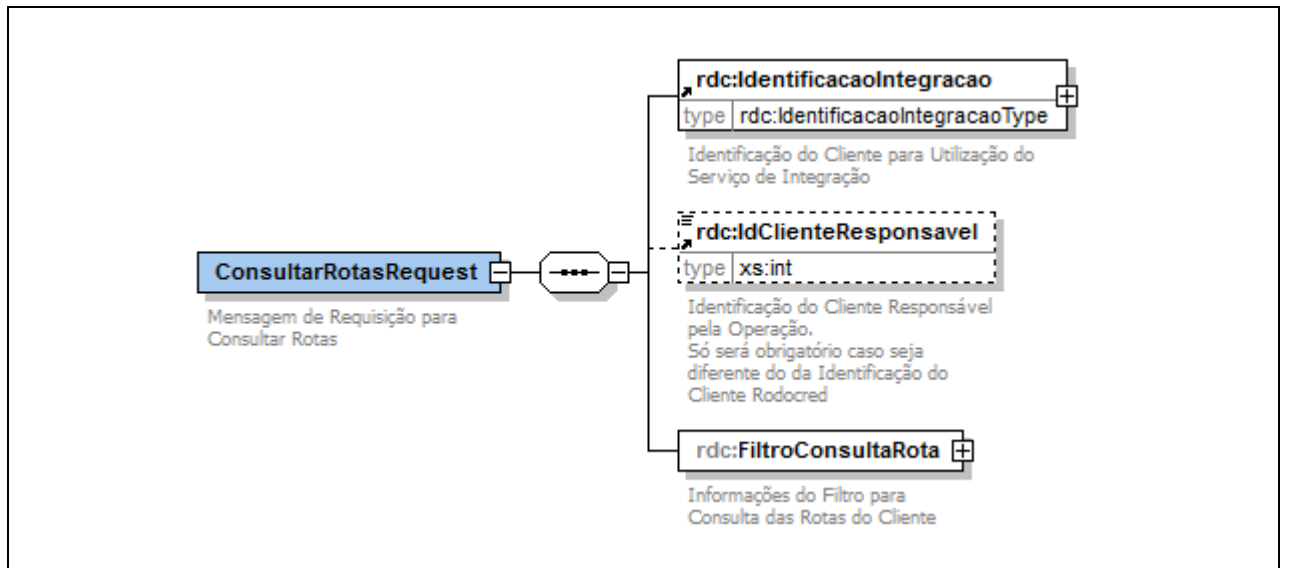 rdc:IdentificacaoIntegracao
type rdc:IdentificacaoIntegracaoType
Identificação do Cliente para Utilização do
Serviço de Integração
rdc:IdClienteResponsavel
type xs:int
Identificação do Cliente Responsável
pela Operação.
Só será obrigatório caso seja
diferente do da Identificação do
Cliente Rodocred
ConsultarRotasRequest
Mensagem de Requisição para
Consultar Rotas
rdc:FiltroConsultaRota
Informações do Filtro para
Consulta das Rotas do Cliente